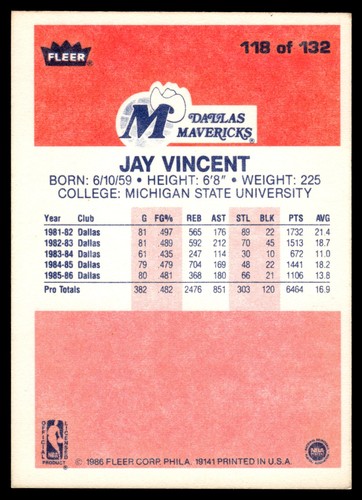 FLEER®
118 of 132
M DALLAS
MAVERICKS®
JAY VINCENT
BORN: 6/10/59 • HEIGHT: 6'8" • WEIGHT: 225
COLLEGE: MICHIGAN STATE UNIVERSITY
Year Club G FG% REB AST STL BLK PTS AVG
1981-82 Dallas 81 .497 565 176 89 22 1732 21.4
1982-83 Dallas 81 .489 592 212 70 45 1513 18.7
1983-84 Dallas 61 .435 247 114 30 10 672 11.0
1984-85 Dallas 79 .479 704 169 48 22 1441 18.2
1985-86 Dallas 80 .481 368 180 66 21 1106 13.8
Pro Totals 382 .482 2476 851 303 120 6464 16.9
OFFICIAL PRODUCT
NBA
LICENSED
NBA
© 1986 FLEER CORP. PHILA. 19141 PRINTED IN U.S.A.